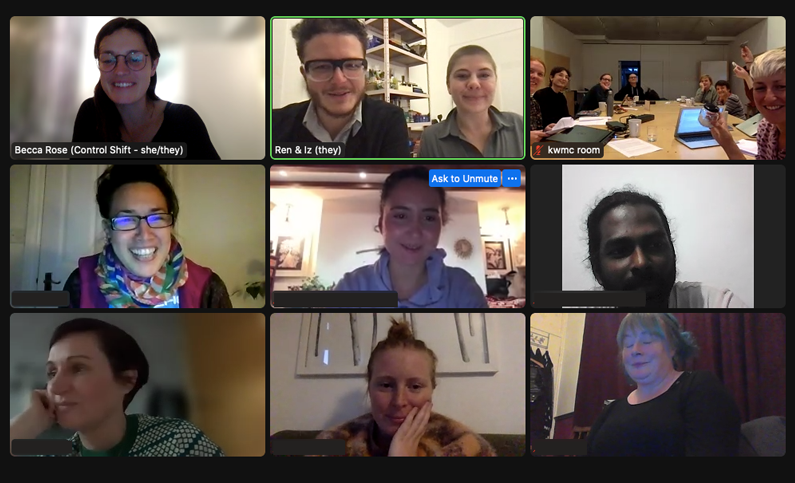 Becca Rose (Control Shift - she/they)
Ren & Iz (they)
kwmc room
Ask to Unmute